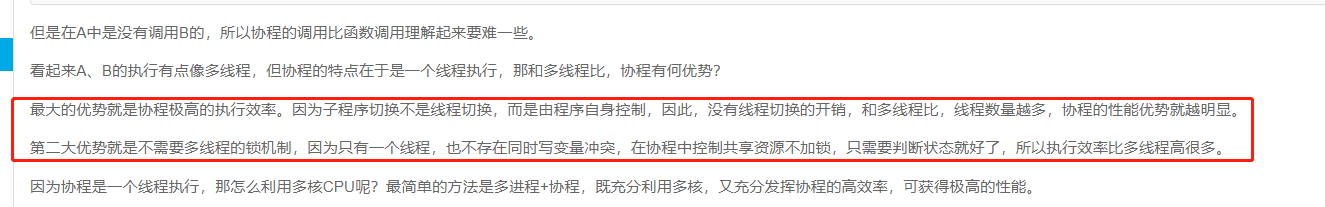 但是在A中是没有调用B的，所以协程的调用比函数调用理解起来要难一些。
看起来A、B的执行有点像多线程，但协程的特点在于是一个线程执行，那和多线程比，协程有何优势？
最大的优势就是协程极高的执行效率。因为子程序切换不是线程切换，而是由程序自身控制，因此，没有线程切换的开销，和多线程比，线程数量越多，协程的性能优势就越明显。
第二大优势就是不需要多线程的锁机制，因为只有一个线程，也不存在同时写变量冲突，在协程中控制共享资源不加锁，只需要判断状态就好了，所以执行效率比多线程高很多。
因为协程是一个线程执行，那怎么利用多核CPU呢？最简单的方法是多进程+协程，既充分利用多核，又充分发挥协程的高效率，可获得极高的性能。